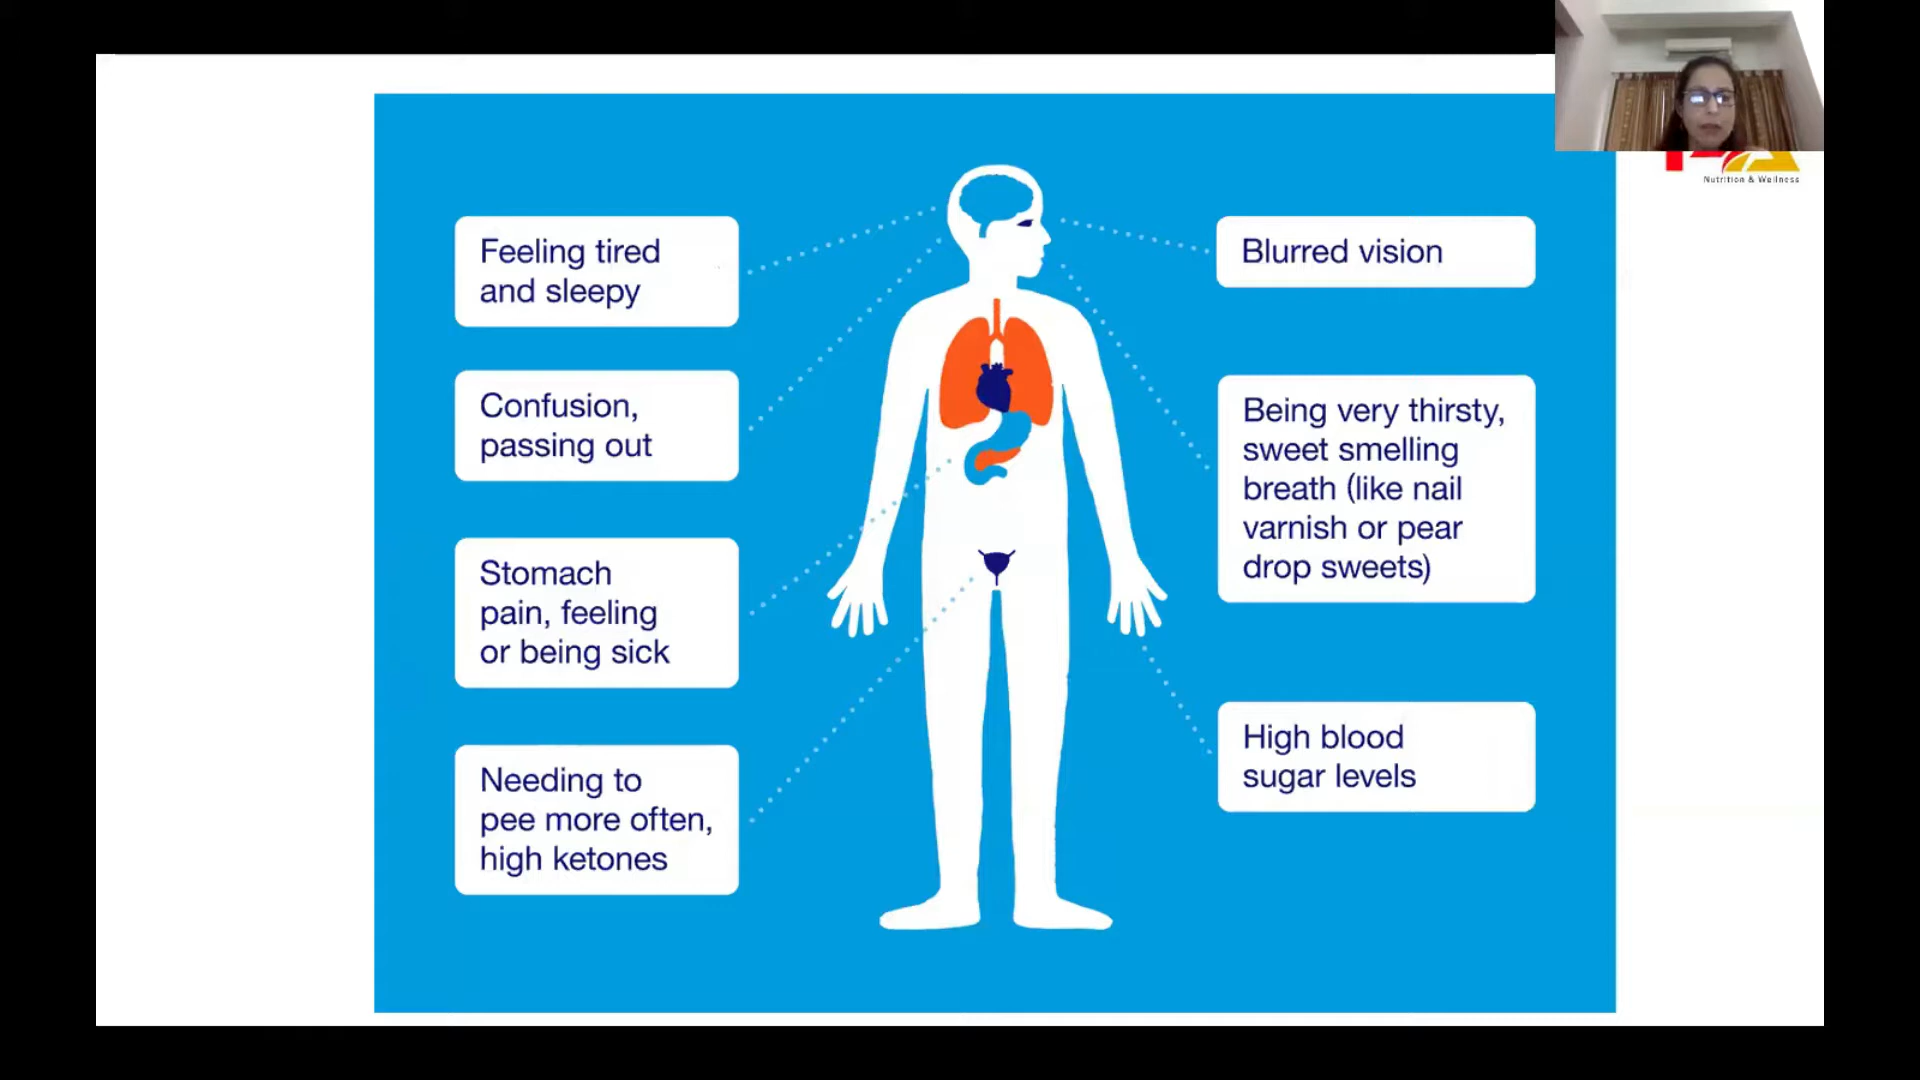 Feeling tired
and sleepy
Confusion,
passing out
Stomach
pain, feeling
or being sick
Needing to
pee more often,
high ketones
Blurred vision
Being very thirsty,
sweet smelling
breath (like nail
varnish or pear
drop sweets)
High blood
sugar levels
Nutrition & Wellness